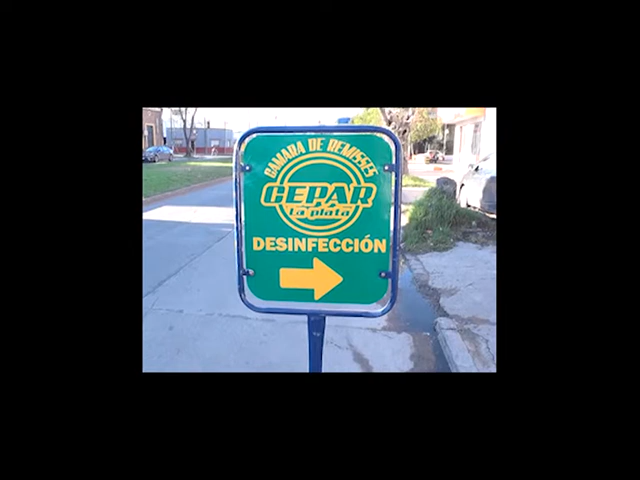 CAMARA DE REMISSES
CEPAR
La plata
DESINFECCIÓN